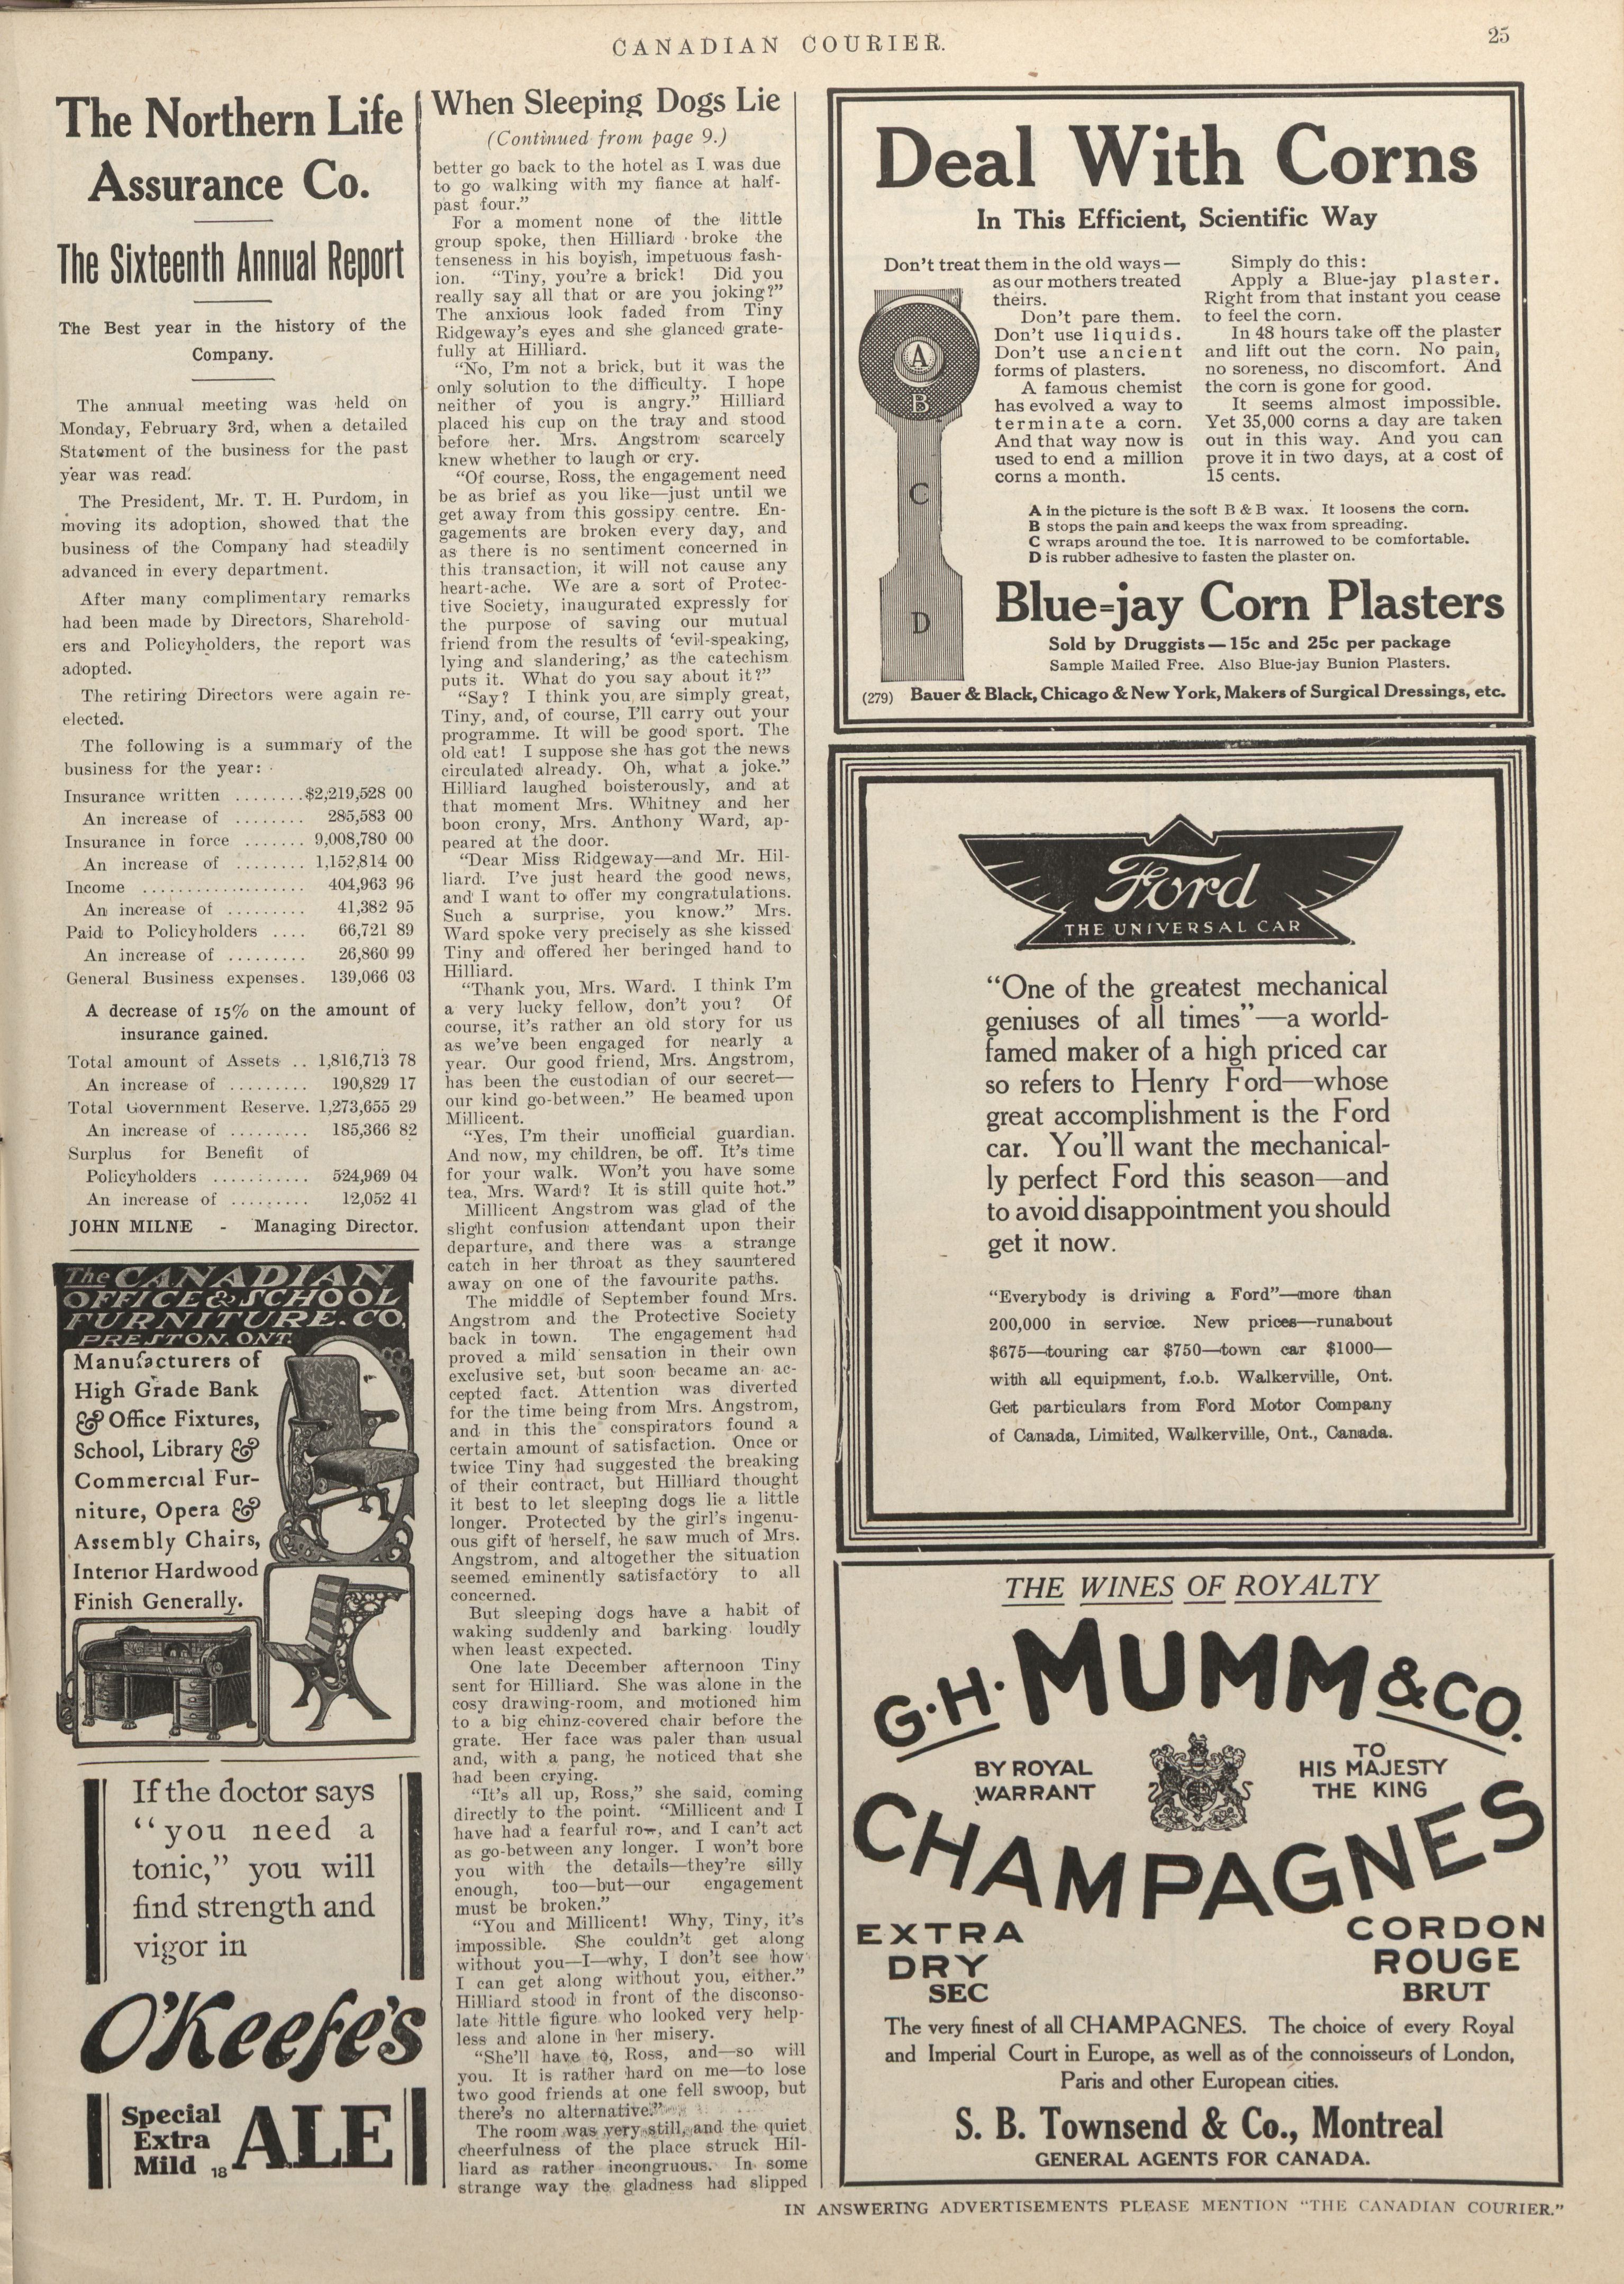 CANADIAN COURIER.
25
The Northern Life
Assurance Co.
The Sixteenth Annual Report
The Best year in the history of the
Company.
The annual meeting was held on
Monday, February 3rd, when a detailed
Statement of the business for the past
year was read.
The President, Mr. T. H. Purdom, in
moving its adoption, showed that the
business of the Company had steadily
advanced in every department.
After many complimentary remarks
had been made by Directors, Sharehold-
ers and Policyholders, the report was
adopted.
The retiring Directors were again re-
elected.
The following is a summary of the
business for the year:
Insurance written ........$2,219,528 00
An increase of ........ 285,583 00
Insurance in force ....... 9,008,780 00
An increase of ........ 1,152,814 00
Income .................... 404,963 96
An increase of ......... 41,382 95
Paid to Policyholders .... 66,721 89
An increase of ......... 26,860 99
General Business expenses. 139,066 03
A decrease of 15% on the amount of
insurance gained.
Total amount of Assets .. 1,816,713 78
An increase of ......... 190,829 17
Total Government Reserve. 1,273,655 29
An increase of ......... 185,366 82
Surplus for Benefit of
Policyholders ........... 524,969 04
An increase of ......... 12,052 41
JOHN MILNE - Managing Director.
The CANADIAN
OFFICE & SCHOOL
FURNITURE. CO.
PRESTON. ONT.
Manufacturers of
High Grade Bank
& Office Fixtures,
School, Library &
Commercial Fur-
niture, Opera &
Assembly Chairs,
Interior Hardwood
Finish Generally.
If the doctor says
"you need a
tonic," you will
find strength and
vigor in
O'Keefe's
Special
Extra
Mild 18
ALE
When Sleeping Dogs Lie
(Continued from page 9.)
better go back to the hotel as I was due
to go walking with my fiance at half-
past four."
For a moment none of the little
group spoke, then Hilliard broke the
tenseness in his boyish, impetuous fash-
ion. "Tiny, you're a brick! Did you
really say all that or are you joking?"
The anxious look faded from Tiny
Ridgeway's eyes and she glanced grate-
fully at Hilliard.
"No, I'm not a brick, but it was the
only solution to the difficulty. I hope
neither of you is angry." Hilliard
placed his cup on the tray and stood
before her. Mrs. Angstrom scarcely
knew whether to laugh or cry.
"Of course, Ross, the engagement need
be as brief as you like—just until we
get away from this gossipy centre. En-
gagements are broken every day, and
as there is no sentiment concerned in
this transaction, it will not cause any
heart-ache. We are a sort of Protec-
tive Society, inaugurated expressly for
the purpose of saving our mutual
friend from the results of 'evil-speaking,
lying and slandering,' as the catechism
puts it. What do you say about it?"
"Say? I think you are simply great,
Tiny, and, of course, I'll carry out your
programme. It will be good sport. The
old cat! I suppose she has got the news
circulated already. Oh, what a joke."
Hilliard laughed boisterously, and at
that moment Mrs. Whitney and her
boon crony, Mrs. Anthony Ward, ap-
peared at the door.
"Dear Miss Ridgeway—and Mr. Hil-
liard. I've just heard the good news,
and I want to offer my congratulations.
Such a surprise, you know." Mrs.
Ward spoke very precisely as she kissed
Tiny and offered her beringed hand to
Hilliard.
"Thank you, Mrs. Ward. I think I'm
a very lucky fellow, don't you? Of
course, it's rather an old story for us
as we've been engaged for nearly a
year. Our good friend, Mrs. Angstrom,
has been the custodian of our secret—
our kind go-between." He beamed upon
Millicent.
"Yes, I'm their unofficial guardian.
And now, my children, be off. It's time
for your walk. Won't you have some
tea, Mrs. Ward? It is still quite hot."
Millicent Angstrom was glad of the
slight confusion attendant upon their
departure, and there was a strange
catch in her throat as they sauntered
away on one of the favourite paths.
The middle of September found Mrs.
Angstrom and the Protective Society
back in town. The engagement had
proved a mild sensation in their own
exclusive set, but soon became an ac-
cepted fact. Attention was diverted
for the time being from Mrs. Angstrom,
and in this the conspirators found a
certain amount of satisfaction. Once or
twice Tiny had suggested the breaking
of their contract, but Hilliard thought
it best to let sleeping dogs lie a little
longer. Protected by the girl's ingenu-
ous gift of herself, he saw much of Mrs.
Angstrom, and altogether the situation
seemed eminently satisfactory to all
concerned.
But sleeping dogs have a habit of
waking suddenly and barking loudly
when least expected.
One late December afternoon Tiny
sent for Hilliard. She was alone in the
cosy drawing-room, and motioned him
to a big chinz-covered chair before the
grate. Her face was paler than usual
and, with a pang, he noticed that she
had been crying.
"It's all up, Ross," she said, coming
directly to the point. "Millicent and I
have had a fearful row, and I can't act
as go-between any longer. I won't bore
you with the details—they're silly
enough, too—but—our engagement
must be broken."
"You and Millicent! Why, Tiny, it's
impossible. She couldn't get along
without you—I—why, I don't see how
I can get along without you, either."
Hilliard stood in front of the disconso-
late little figure who looked very help-
less and alone in her misery.
"She'll have to, Ross, and—so will
you. It is rather hard on me—to lose
two good friends at one fell swoop, but
there's no alternative."
The room was very still, and the quiet
cheerfulness of the place struck Hil-
liard as rather incongruous. In some
strange way the gladness had slipped
Deal With Corns
In This Efficient, Scientific Way
Don't treat them in the old ways—
as our mothers treated
theirs.
Don't pare them.
Don't use liquids.
Don't use ancient
forms of plasters.
A famous chemist
has evolved a way to
terminate a corn.
And that way now is
used to end a million
corns a month.
Simply do this:
Apply a Blue-jay plaster.
Right from that instant you cease
to feel the corn.
In 48 hours take off the plaster
and lift out the corn. No pain,
no soreness, no discomfort. And
the corn is gone for good.
It seems almost impossible.
Yet 35,000 corns a day are taken
out in this way. And you can
prove it in two days, at a cost of
15 cents.
A
B
C
D
A in the picture is the soft B & B wax. It loosens the corn.
B stops the pain and keeps the wax from spreading.
C wraps around the toe. It is narrowed to be comfortable.
D is rubber adhesive to fasten the plaster on.
Blue-jay Corn Plasters
Sold by Druggists—15c and 25c per package
Sample Mailed Free. Also Blue-jay Bunion Plasters.
(279) Bauer & Black, Chicago & New York, Makers of Surgical Dressings, etc.
Ford
THE UNIVERSAL CAR
"One of the greatest mechanical
geniuses of all times"—a world-
famed maker of a high priced car
so refers to Henry Ford—whose
great accomplishment is the Ford
car. You'll want the mechanical-
ly perfect Ford this season—and
to avoid disappointment you should
get it now.
"Everybody is driving a Ford"—more than
200,000 in service. New prices—runabout
$675—touring car $750—town car $1000—
with all equipment, f.o.b. Walkerville, Ont.
Get particulars from Ford Motor Company
of Canada, Limited, Walkerville, Ont., Canada.
THE WINES OF ROYALTY
G.H. MUMM & CO.
BY ROYAL
WARRANT
TO
HIS MAJESTY
THE KING
CHAMPAGNES
EXTRA
DRY
SEC
CORDON
ROUGE
BRUT
The very finest of all CHAMPAGNES. The choice of every Royal
and Imperial Court in Europe, as well as of the connoisseurs of London,
Paris and other European cities.
S. B. Townsend & Co., Montreal
GENERAL AGENTS FOR CANADA.
IN ANSWERING ADVERTISEMENTS PLEASE MENTION "THE CANADIAN COURIER."